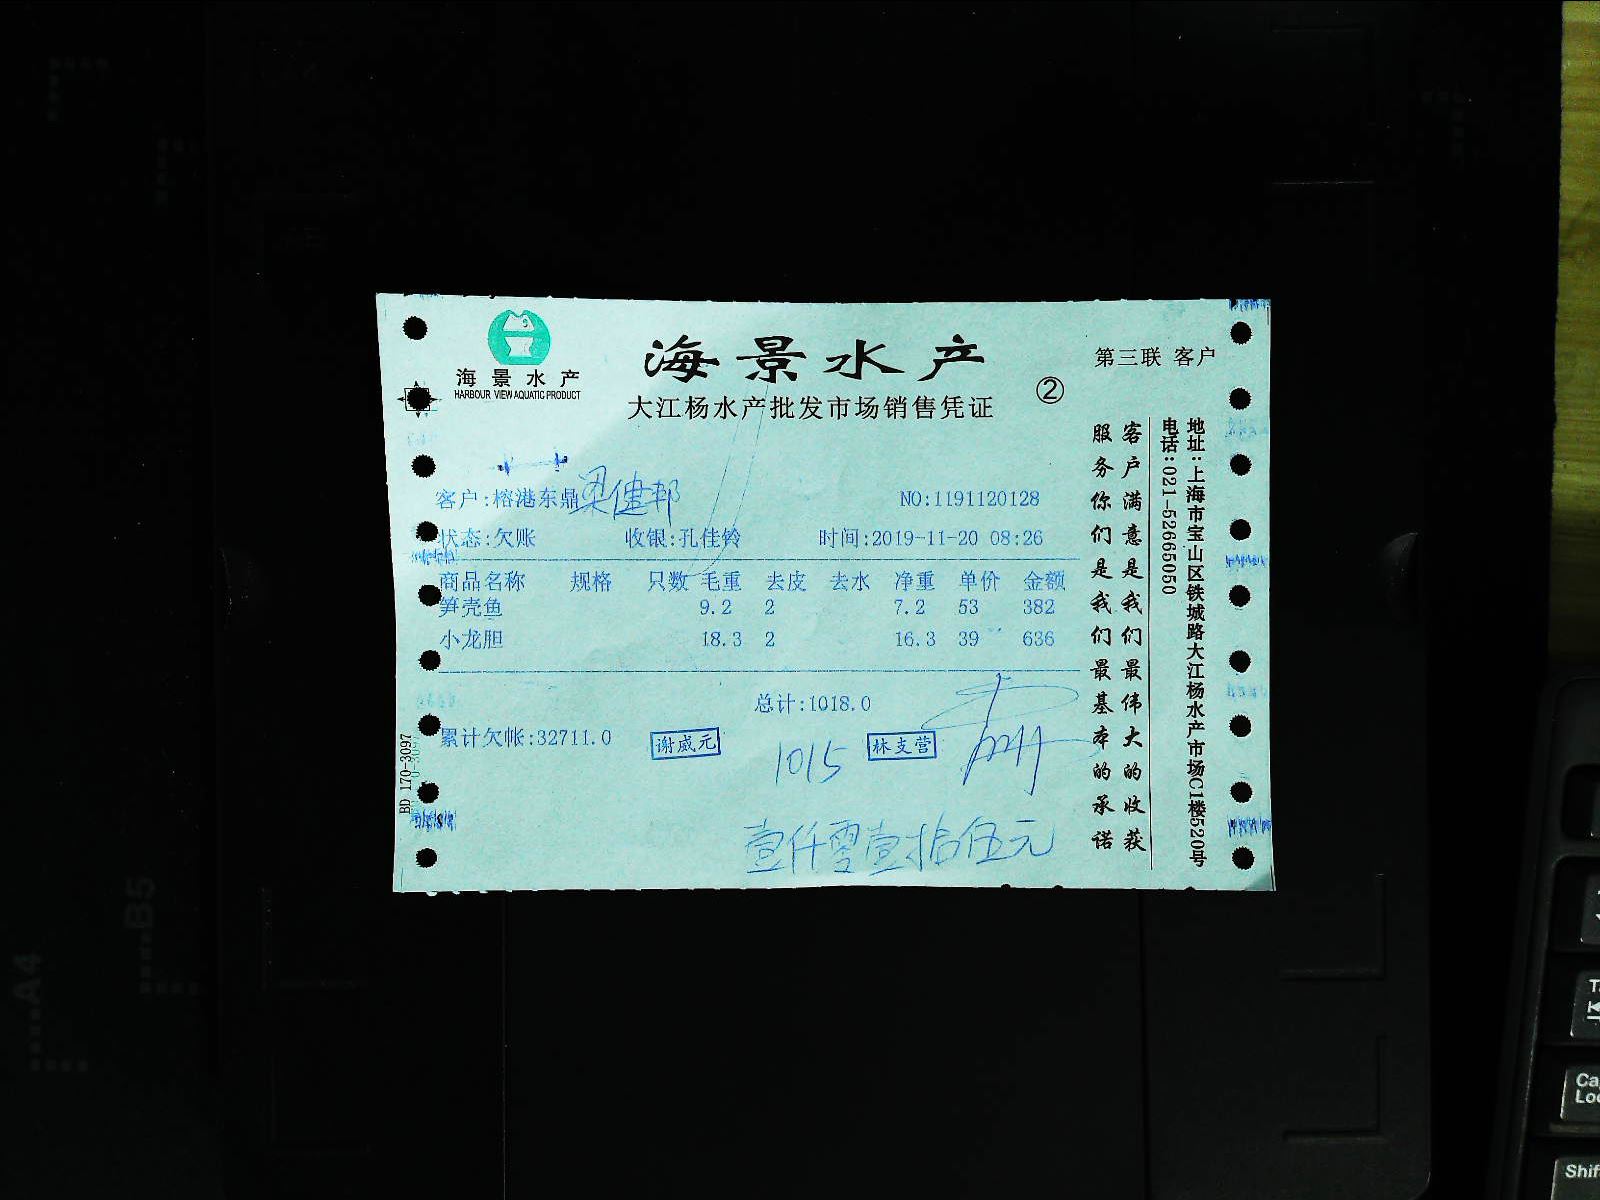 海景水产
HARBOUR VIEW AQUATIC PRODUCT
海景水产
大江杨水产批发市场销售凭证
②
第三联 客户
客户:榕港东鼎 梁健邦
NO:1191120128
状态:欠账 收银:孔佳铃 时间:2019-11-20 08:26
商品名称 规格 只数 毛重 去皮 去水 净重 单价 金额
笋壳鱼 9.2 2 7.2 53 382
小龙胆 18.3 2 16.3 39 636
总计:1018.0
累计欠帐:32711.0
谢威元
1015
林支营
壹仟零壹拾伍元
客户满意是我们最伟大的收获
服务你们是我们最基本的承诺
地址:上海市宝山区铁城路大江杨水产市场C1楼520号
电话:021-52665050
BD 170-3097
A4
B5
Shif